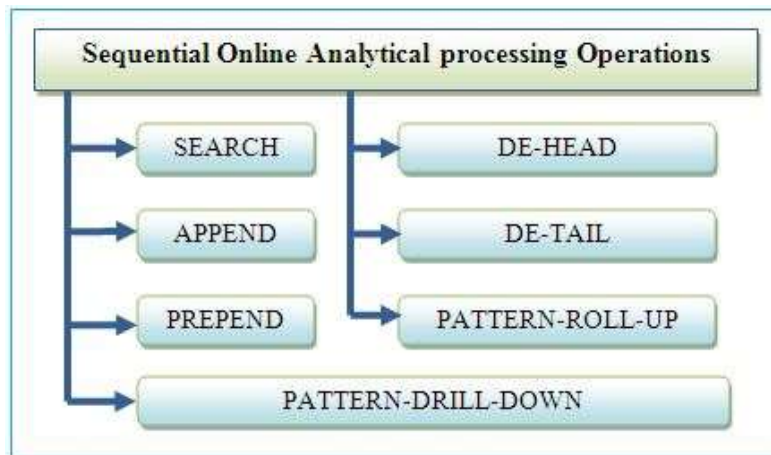 Sequential Online Analytical processing Operations
SEARCH
DE-HEAD
APPEND
DE-TAIL
PREPEND
PATTERN-ROLL-UP
PATTERN-DRILL-DOWN